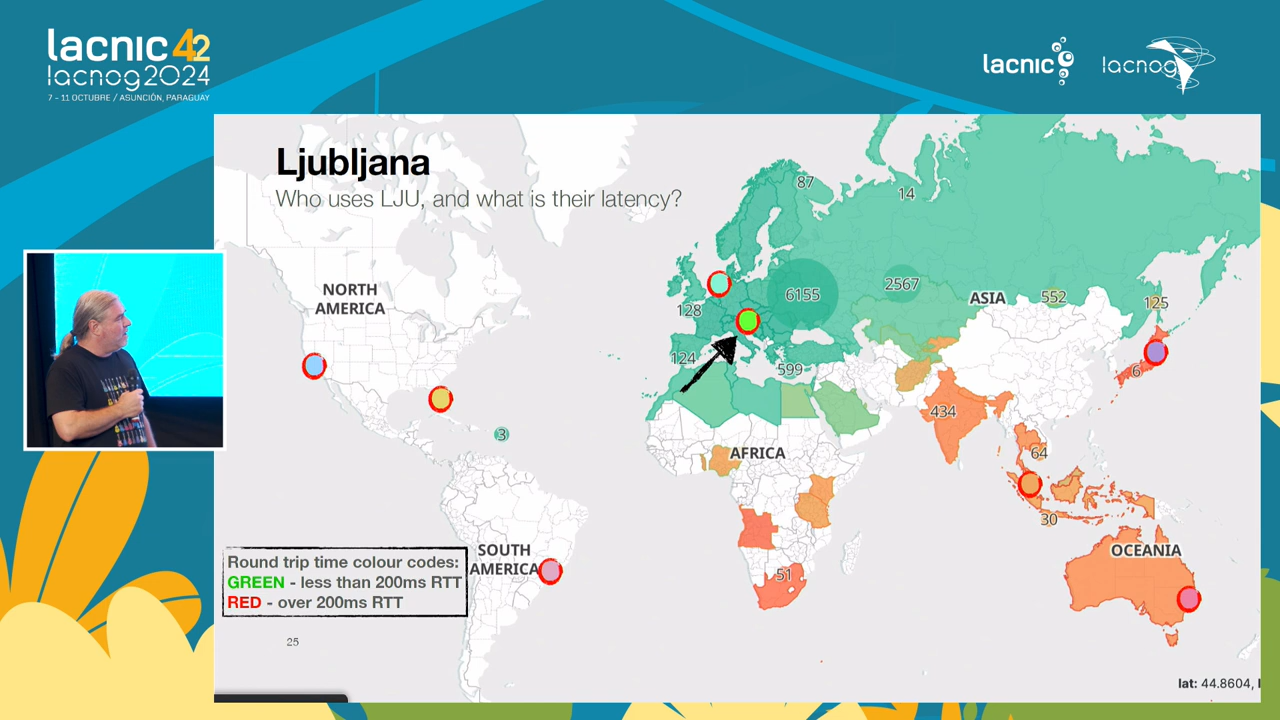 lacnic 42
lacnog2024
7 - 11 OCTUBRE / ASUNCIÓN, PARAGUAY
lacnic
lacnog
Ljubljana
Who uses LJU, and what is their latency?
87
14
NORTH
AMERICA
128
6155
2567
ASIA
552
125
124
599
6
3
434
AFRICA
64
30
SOUTH
AMERICA
51
OCEANIA
Round trip time colour codes:
GREEN - less than 200ms RTT
RED - over 200ms RTT
25
lat: 44.8604,